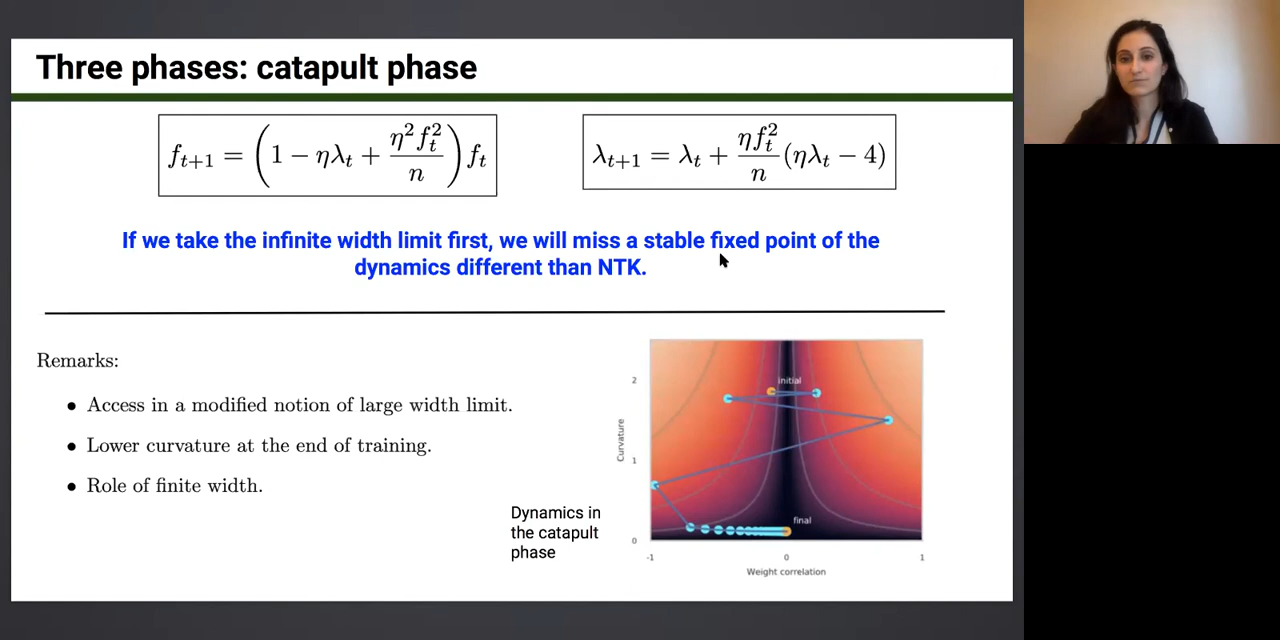 Three phases: catapult phase
f_{t+1} = (1 − ηλ_t + η²f_t²/n) f_t
λ_{t+1} = λ_t + ηf_t²/n (ηλ_t − 4)
If we take the infinite width limit first, we will miss a stable fixed point of the
dynamics different than NTK.
Remarks:
• Access in a modified notion of large width limit.
• Lower curvature at the end of training.
• Role of finite width.
Dynamics in
the catapult
phase
Curvature
2
1
0
initial
final
-1
0
1
Weight correlation